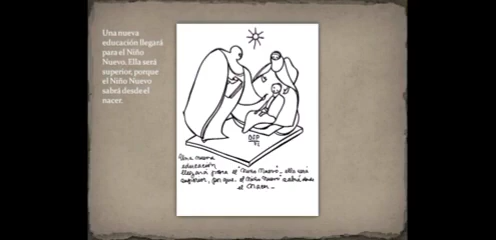 Una nueva
educación llegará
para el Niño
Nuevo. Ella será
superior, porque
el Niño Nuevo
sabrá desde el
nacer.
Una nueva
educación
llegará para el Niño Nuevo. ella será
superior, porque el Niño Nuevo sabrá desde
el nacer.